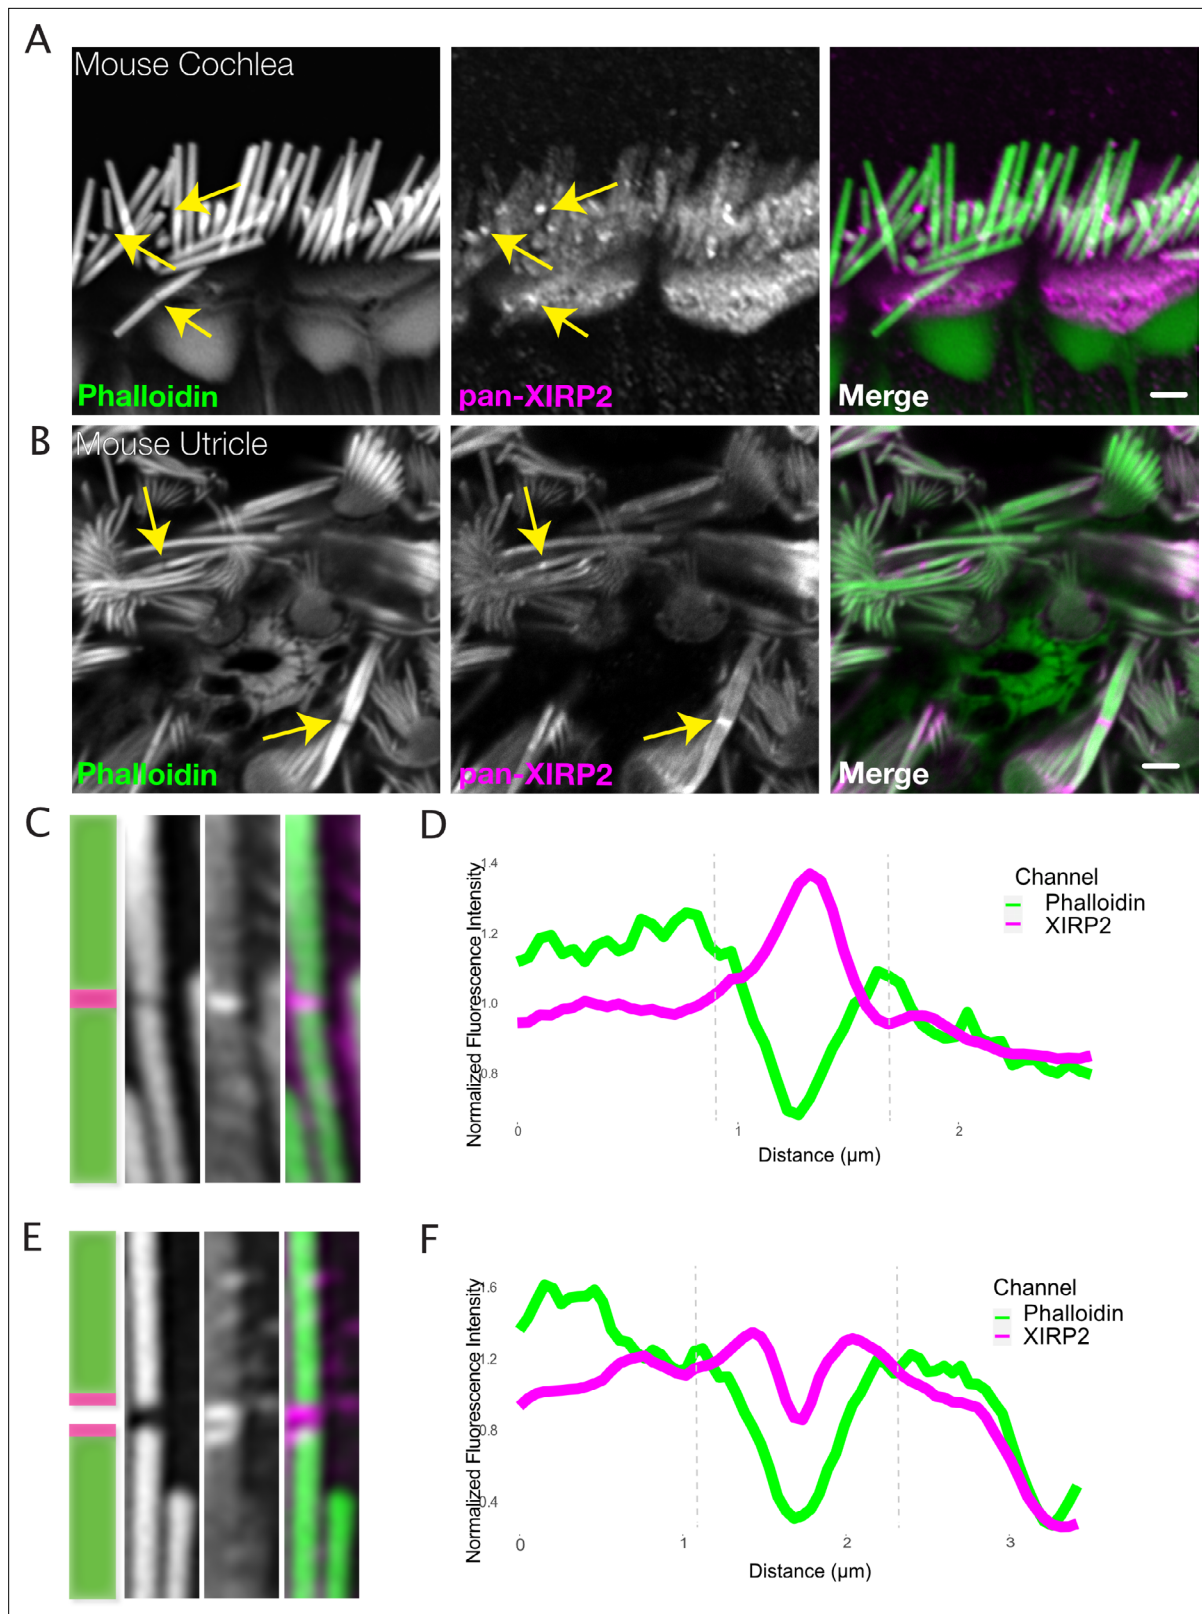 A
Mouse Cochlea
Phalloidin
pan-XIRP2
Merge
B
Mouse Utricle
Phalloidin
pan-XIRP2
Merge
C
D
Normalized Fluorescence Intensity
1.4
1.2
1.0
0.8
0
1
2
Distance (µm)
Channel
Phalloidin
XIRP2
E
F
Normalized Fluorescence Intensity
1.6
1.2
0.8
0.4
0
1
2
3
Distance (µm)
Channel
Phalloidin
XIRP2